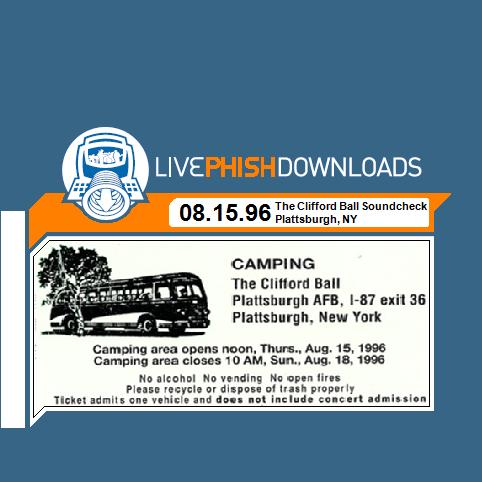 LIVEPHISHDOWNLOADS
08.15.96 The Clifford Ball Soundcheck
Plattsburgh, NY
CAMPING
The Clifford Ball
Plattsburgh AFB, I-87 exit 36
Plattsburgh, New York
Camping area opens noon, Thurs., Aug. 15, 1996
Camping area closes 10 AM, Sun., Aug. 18, 1996
No alcohol No vending No open fires
Please recycle or dispose of trash properly
Ticket admits one vehicle and does not include concert admission